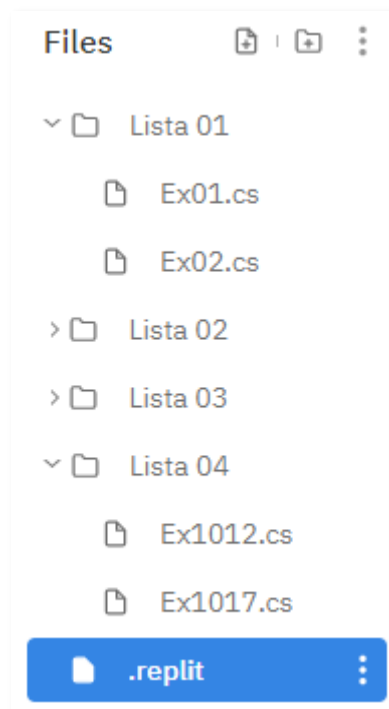 Files
Lista 01
Ex01.cs
Ex02.cs
Lista 02
Lista 03
Lista 04
Ex1012.cs
Ex1017.cs
.replit